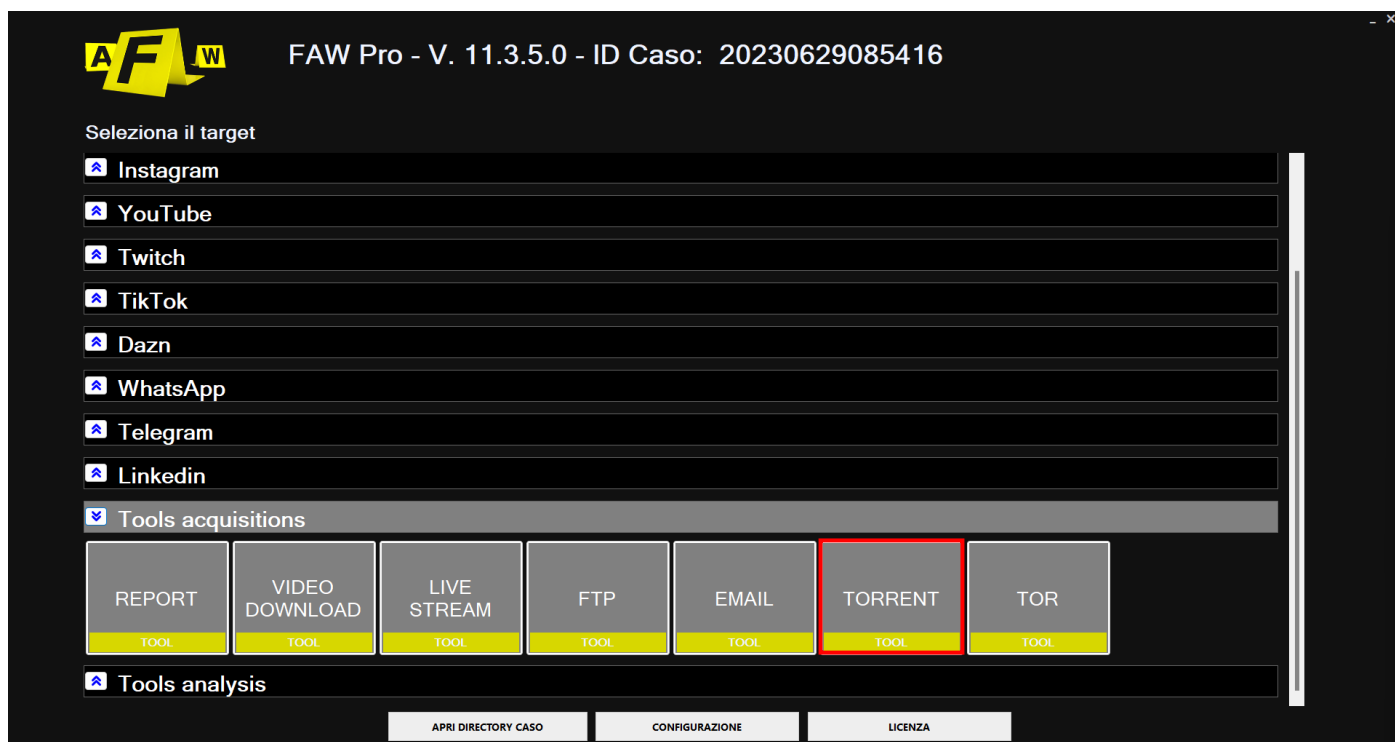 AFW
FAW Pro - V. 11.3.5.0 - ID Caso: 20230629085416
Seleziona il target
Instagram
YouTube
Twitch
TikTok
Dazn
WhatsApp
Telegram
Linkedin
Tools acquisitions
REPORT
TOOL
VIDEO
DOWNLOAD
TOOL
LIVE
STREAM
TOOL
FTP
TOOL
EMAIL
TOOL
TORRENT
TOOL
TOR
TOOL
Tools analysis
APRI DIRECTORY CASO
CONFIGURAZIONE
LICENZA